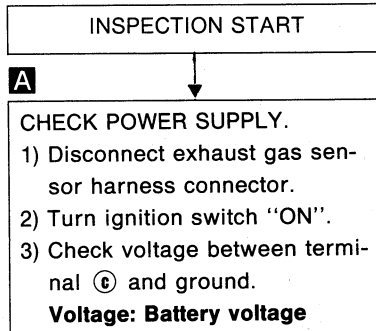 INSPECTION START
A
CHECK POWER SUPPLY.
1) Disconnect exhaust gas sen-
sor harness connector.
2) Turn ignition switch "ON".
3) Check voltage between termi-
nal ⓒ and ground.
Voltage: Battery voltage